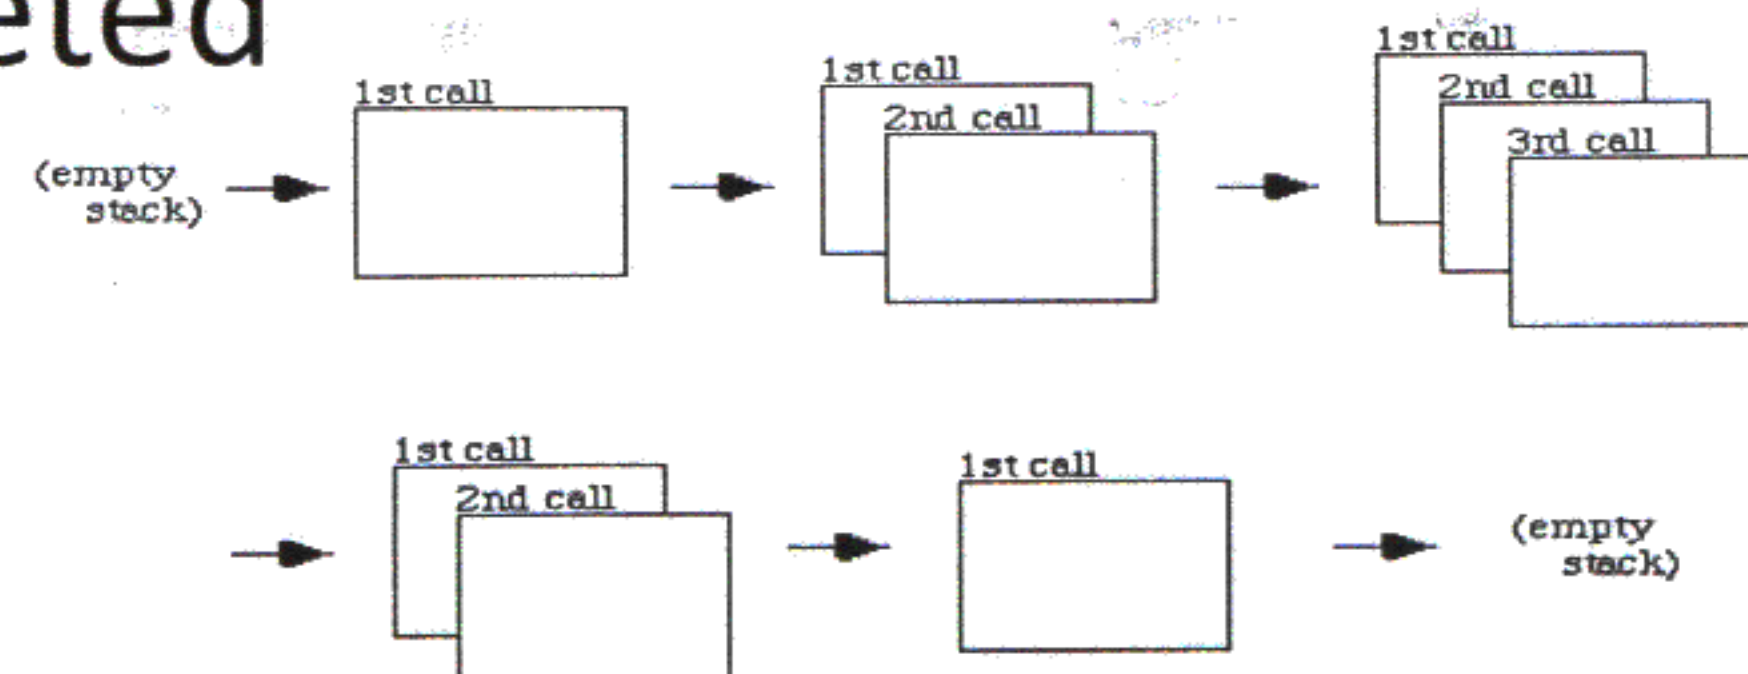 eted
1st call
1st call
2nd call
1st call
2nd call
3rd call
(empty
stack)
1st call
2nd call
1st call
(empty
stack)